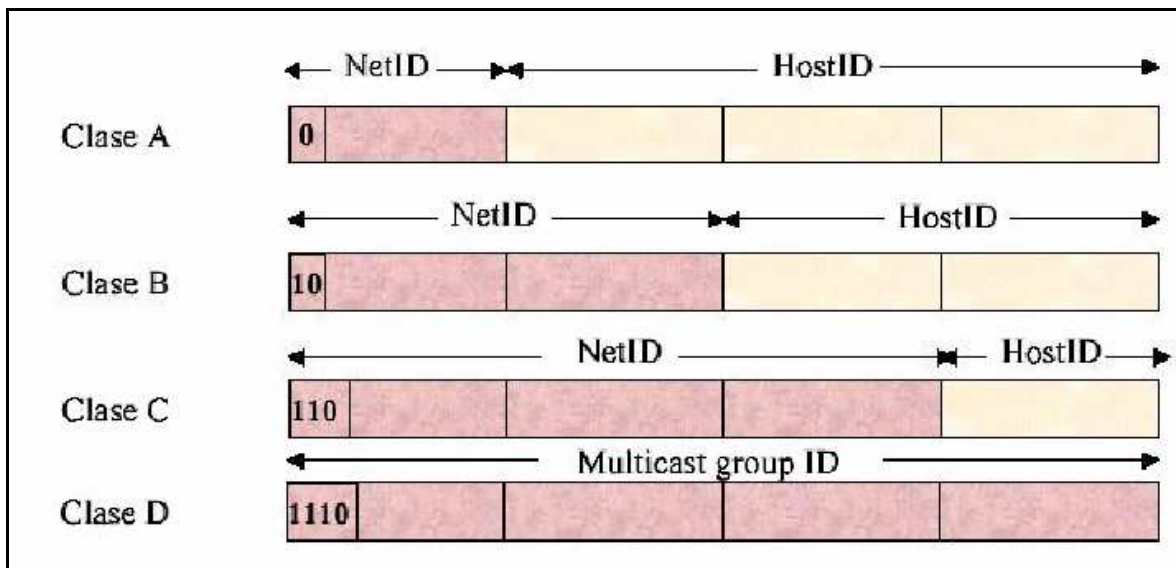 NetID HostID
Clase A 0
NetID HostID
Clase B 10
NetID HostID
Clase C 110
Multicast group ID
Clase D 1110